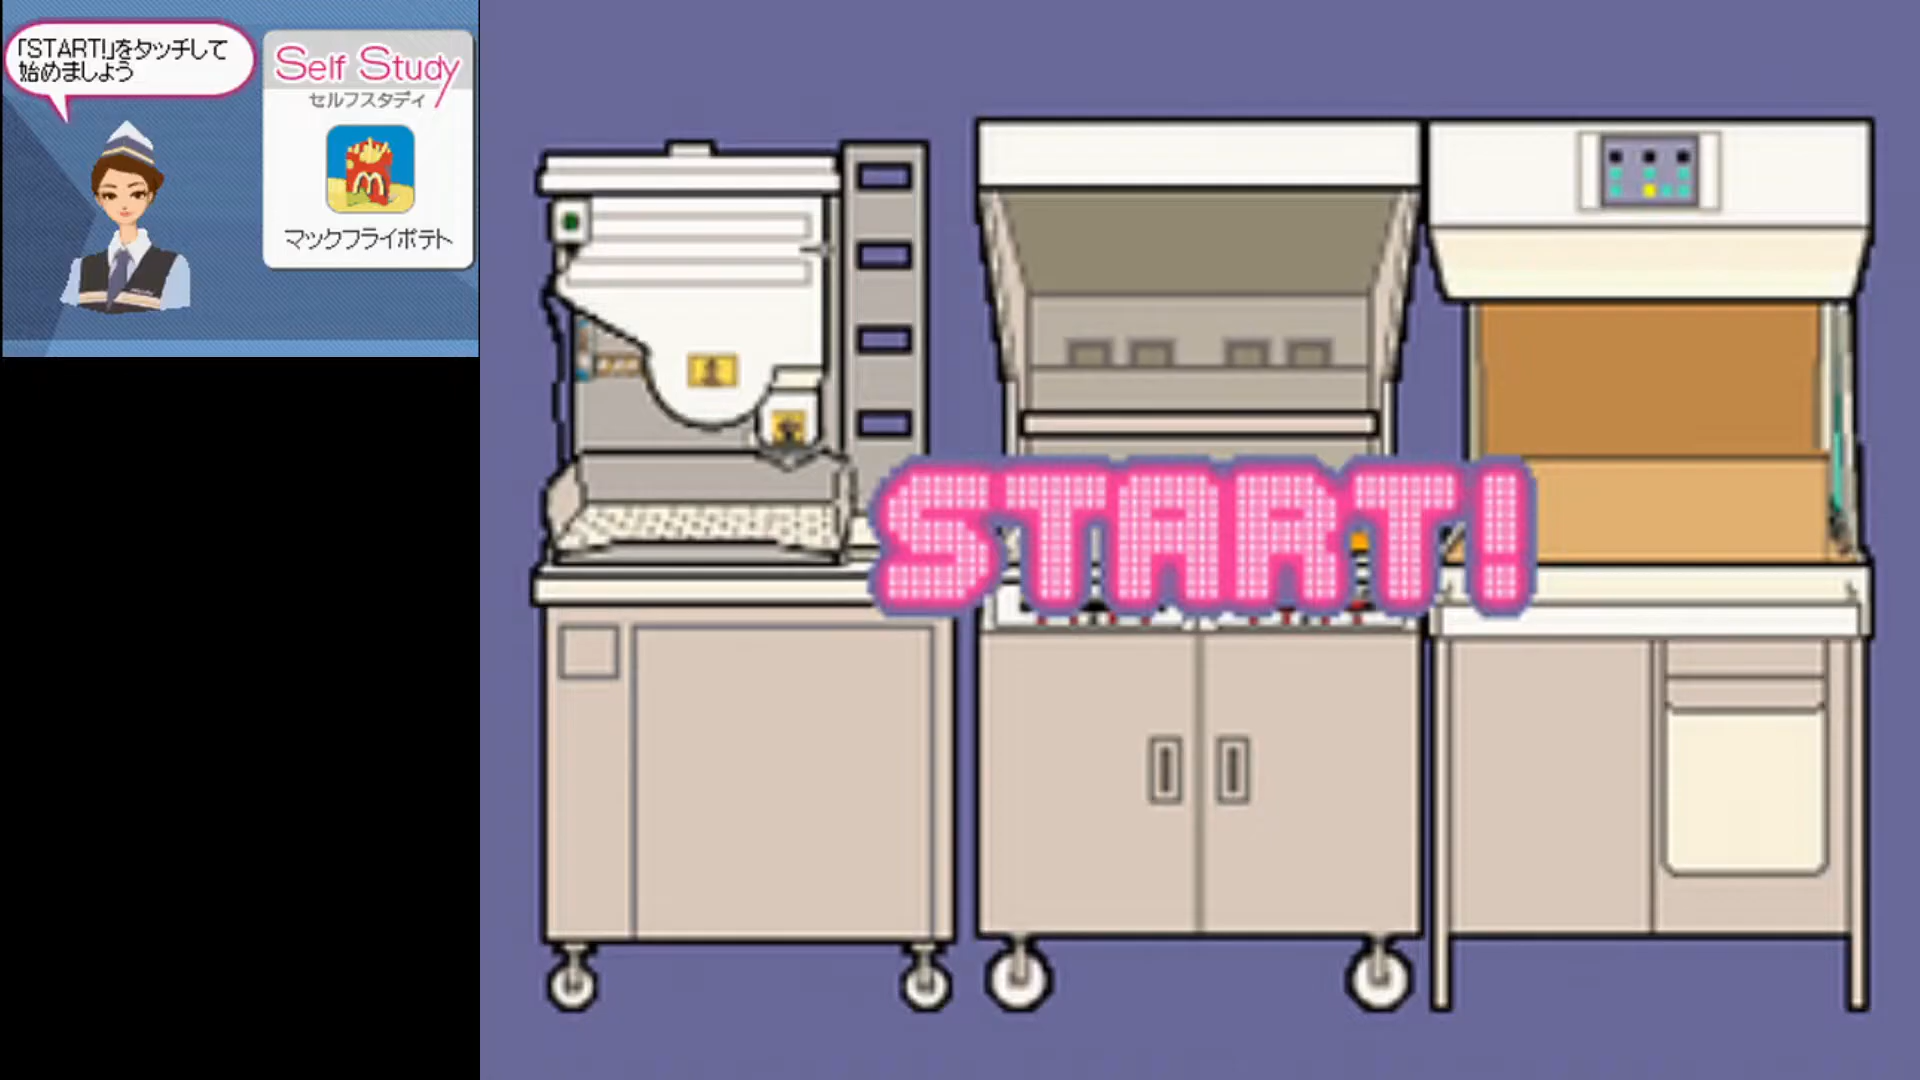 「START!」をタッチして
始めましょう
Self Study
セルフスタディ
マックフライポテト
START!